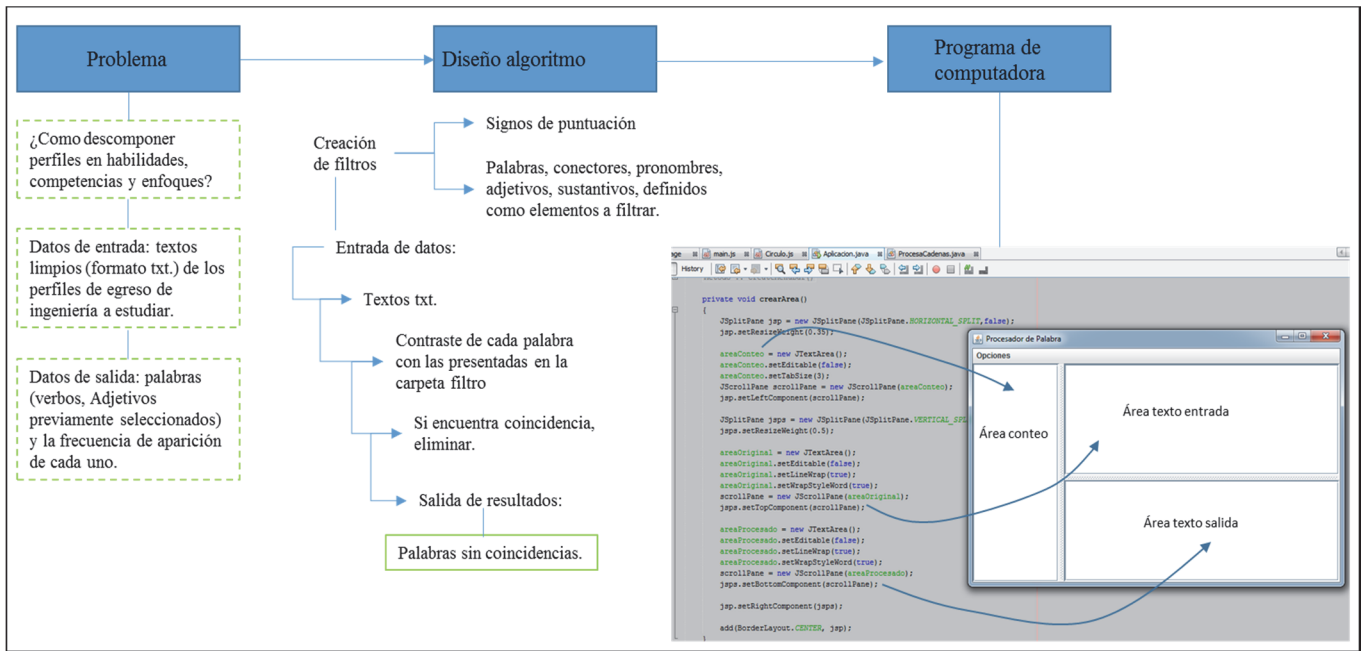 Problema
¿Como descomponer
perfiles en habilidades,
competencias y enfoques?
Datos de entrada: textos
limpios (formato txt.) de los
perfiles de egreso de
ingeniería a estudiar.
Datos de salida: palabras
(verbos, Adjetivos
previamente seleccionados)
y la frecuencia de aparición
de cada uno.
Diseño algoritmo
Creación
de filtros
Signos de puntuación
Palabras, conectores, pronombres,
adjetivos, sustantivos, definidos
como elementos a filtrar.
Entrada de datos:
Textos txt.
Contraste de cada palabra
con las presentadas en la
carpeta filtro
Si encuentra coincidencia,
eliminar.
Salida de resultados:
Palabras sin coincidencias.
Programa de
computadora
main.js Circulo.js Aplicacion.java ProcesaCadenas.java
History
private void crearArea()
{
JSplitPane jsp = new JSplitPane(JSplitPane.HORIZONTAL_SPLIT,false);
jsp.setResizeWeight(0.35);
areaConteo = new JTextArea();
areaConteo.setEditable(false);
areaConteo.setTabSize(3);
JScrollPane scrollPane = new JScrollPane(areaConteo);
jsp.setLeftComponent(scrollPane);
JSplitPane jsps = new JSplitPane(JSplitPane.VERTICAL_SPL
jsps.setResizeWeight(0.5);
areaOriginal = new JTextArea();
areaOriginal.setEditable(false);
areaOriginal.setLineWrap(true);
areaOriginal.setWrapStyleWord(true);
scrollPane = new JScrollPane(areaOriginal);
jsps.setTopComponent(scrollPane);
areaProcesado = new JTextArea();
areaProcesado.setEditable(false);
areaProcesado.setLineWrap(true);
areaProcesado.setWrapStyleWord(true);
scrollPane = new JScrollPane(areaProcesado);
jsps.setBottomComponent(scrollPane);
jsp.setRightComponent(jsps);
add(BorderLayout.CENTER, jsp);
Procesador de Palabra
Opciones
Área conteo
Área texto entrada
Área texto salida